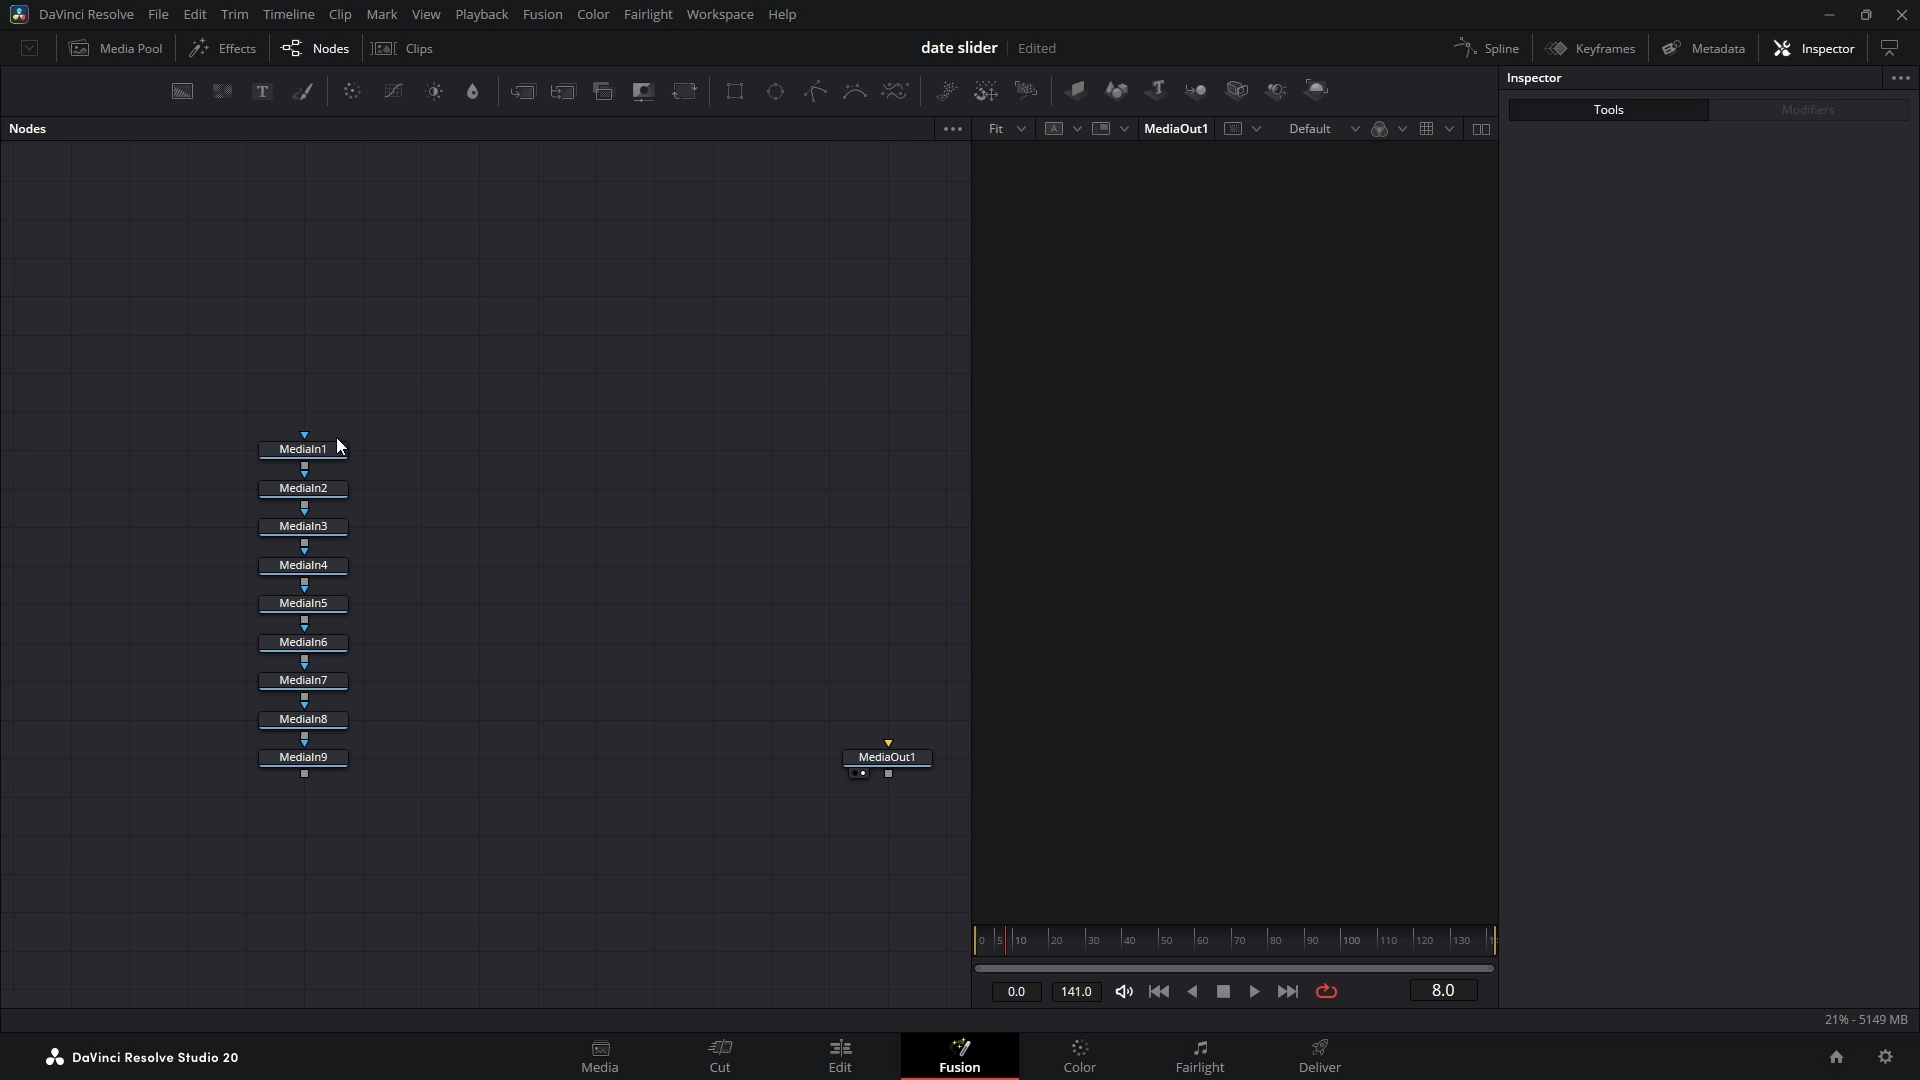 DaVinci Resolve File Edit Trim Timeline Clip Mark View Playback Fusion Color Fairlight Workspace Help
Media Pool Effects Nodes Clips date slider Edited Spline Keyframes Metadata Inspector
Inspector
T T
Tools Modifiers
Nodes Fit A MediaOut1 Default
MediaIn1
MediaIn2
MediaIn3
MediaIn4
MediaIn5
MediaIn6
MediaIn7
MediaIn8
MediaIn9 MediaOut1
0 5 10 20 30 40 50 60 70 80 90 100 110 120 130
0.0 141.0 8.0
21% - 5149 MB
DaVinci Resolve Studio 20 Media Cut Edit Fusion Color Fairlight Deliver